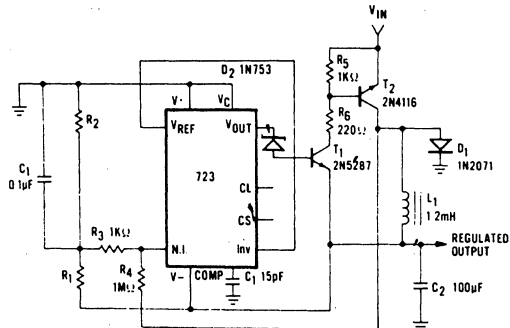 VIN
D2 1N753
R5
1KΩ
T2
2N4116
V+
VC
R2
VREF
VOUT
R6
220Ω
D1
1N2071
T1
2N5287
C1
0.1µF
723
CL
CS
L1
1 2mH
R3 1KΩ
REGULATED
OUTPUT
N.I.
Inv
R1
R4
1MΩ
V-
COMP
C1 15pF
C2 100µF